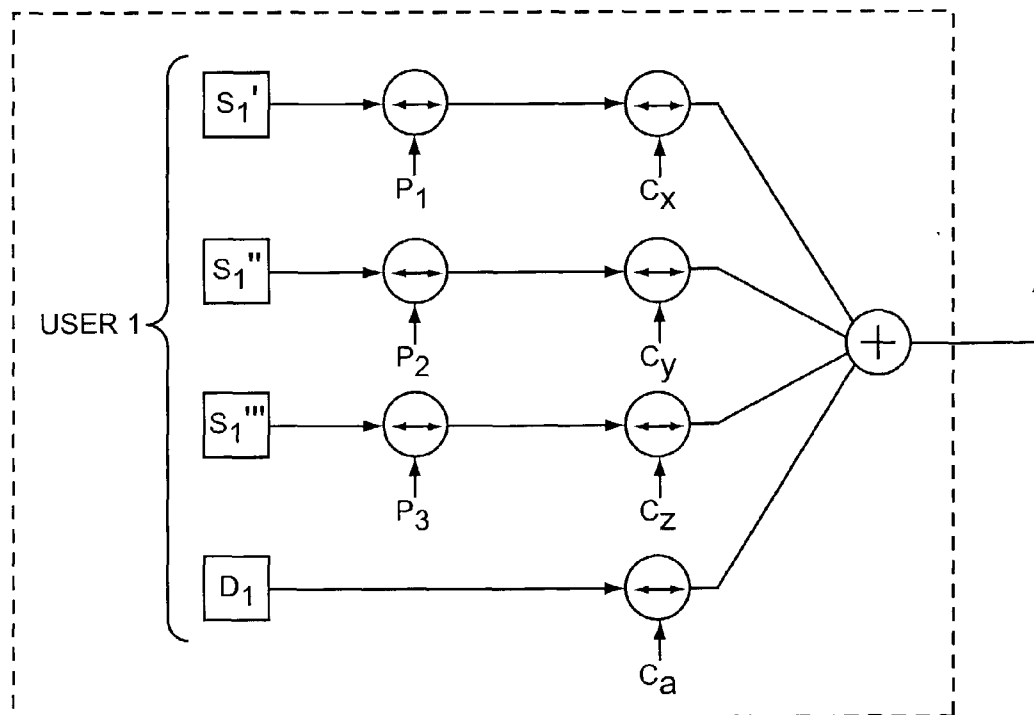 S1'
P1
Cx
S1''
P2
Cy
USER 1
S1'''
P3
Cz
D1
Ca
+